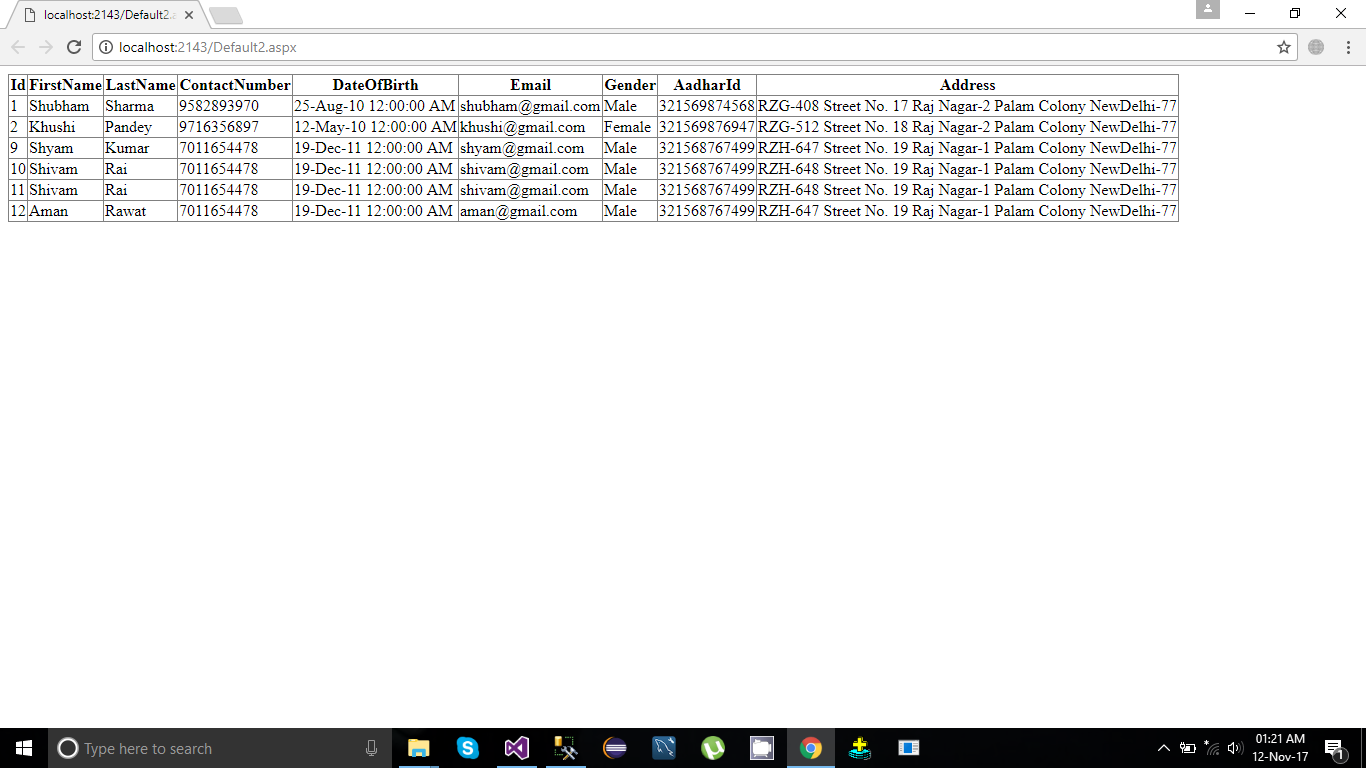 localhost:2143/Default2.a
localhost:2143/Default2.aspx
Id FirstName LastName ContactNumber DateOfBirth Email Gender AadharId Address
1 Shubham Sharma 9582893970 25-Aug-10 12:00:00 AM shubham@gmail.com Male 321569874568 RZG-408 Street No. 17 Raj Nagar-2 Palam Colony NewDelhi-77
2 Khushi Pandey 9716356897 12-May-10 12:00:00 AM khushi@gmail.com Female 321569876947 RZG-512 Street No. 18 Raj Nagar-2 Palam Colony NewDelhi-77
9 Shyam Kumar 7011654478 19-Dec-11 12:00:00 AM shyam@gmail.com Male 321568767499 RZH-647 Street No. 19 Raj Nagar-1 Palam Colony NewDelhi-77
10 Shivam Rai 7011654478 19-Dec-11 12:00:00 AM shivam@gmail.com Male 321568767499 RZH-648 Street No. 19 Raj Nagar-1 Palam Colony NewDelhi-77
11 Shivam Rai 7011654478 19-Dec-11 12:00:00 AM shivam@gmail.com Male 321568767499 RZH-648 Street No. 19 Raj Nagar-1 Palam Colony NewDelhi-77
12 Aman Rawat 7011654478 19-Dec-11 12:00:00 AM aman@gmail.com Male 321568767499 RZH-647 Street No. 19 Raj Nagar-1 Palam Colony NewDelhi-77
Type here to search
01:21 AM
12-Nov-17
1